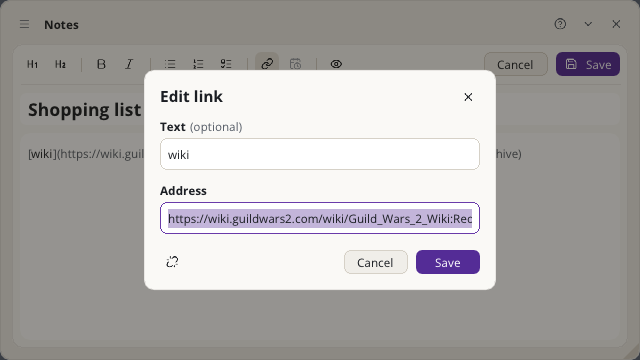 Notes
H1 H2 B I
Cancel Save
Shopping list
[wiki](https://wiki.guil
hive)
Edit link
Text (optional)
wiki
Address
https://wiki.guildwars2.com/wiki/Guild_Wars_2_Wiki:Rec
Cancel Save